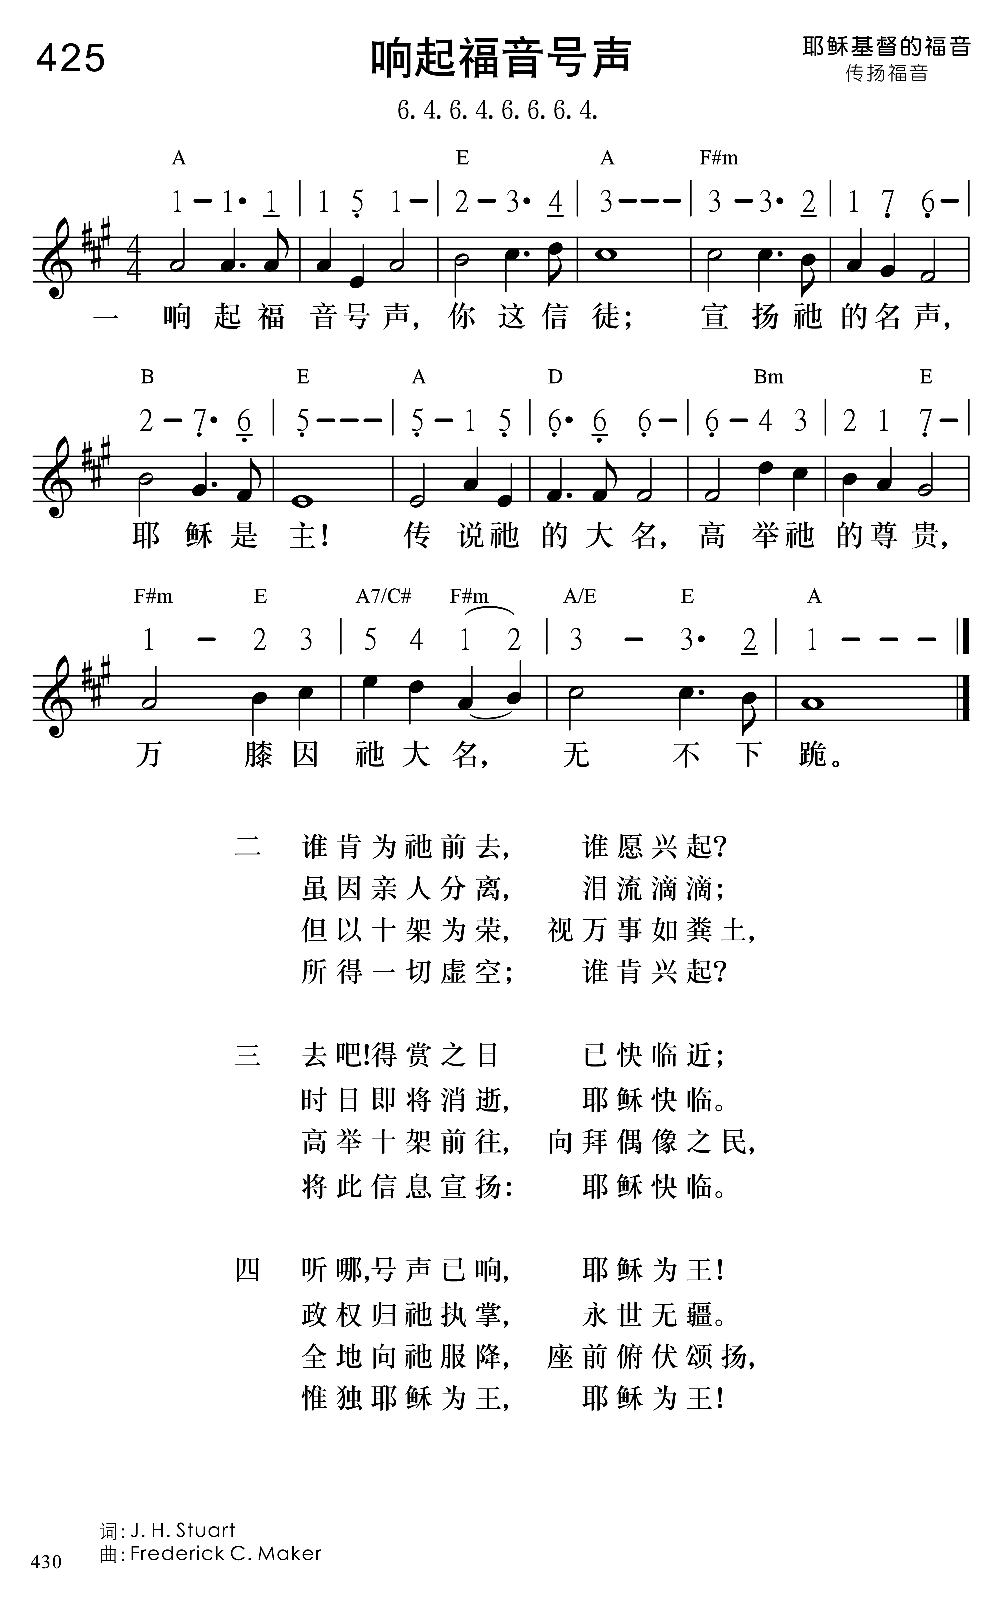 425 响起福音号声 耶稣基督的福音
传扬福音
6. 4. 6. 4. 6. 6. 6. 4.
A E A F#m
1 – 1· 1 | 1 5 1 – | 2 – 3· 4 | 3 – – – | 3 – 3· 2 | 1 7 6 – |
4
4
一 响起福音号声，你这信徒；宣扬祂的名声，
B E A D Bm E
2 – 7· 6 | 5 – – – | 5 – 1 5 | 6· 6 6 – | 6 – 4 3 | 2 1 7 – |
耶稣是主！传说祂的大名，高举祂的尊贵，
F#m E A7/C# F#m A/E E A
1 – 2 3 | 5 4 1 2 | 3 – 3· 2 | 1 – – –
万膝因祂大名，无不下跪。
二 谁肯为祂前去， 谁愿兴起？
虽因亲人分离， 泪流滴滴；
但以十架为荣， 视万事如粪土，
所得一切虚空； 谁肯兴起？
三 去吧！得赏之日 已快临近；
时日即将消逝， 耶稣快临。
高举十架前往， 向拜偶像之民，
将此信息宣扬： 耶稣快临。
四 听哪，号声已响， 耶稣为王！
政权归祂执掌， 永世无疆。
全地向祂服降， 座前俯伏颂扬，
惟独耶稣为王， 耶稣为王！
词：J. H. Stuart
曲：Frederick C. Maker
430